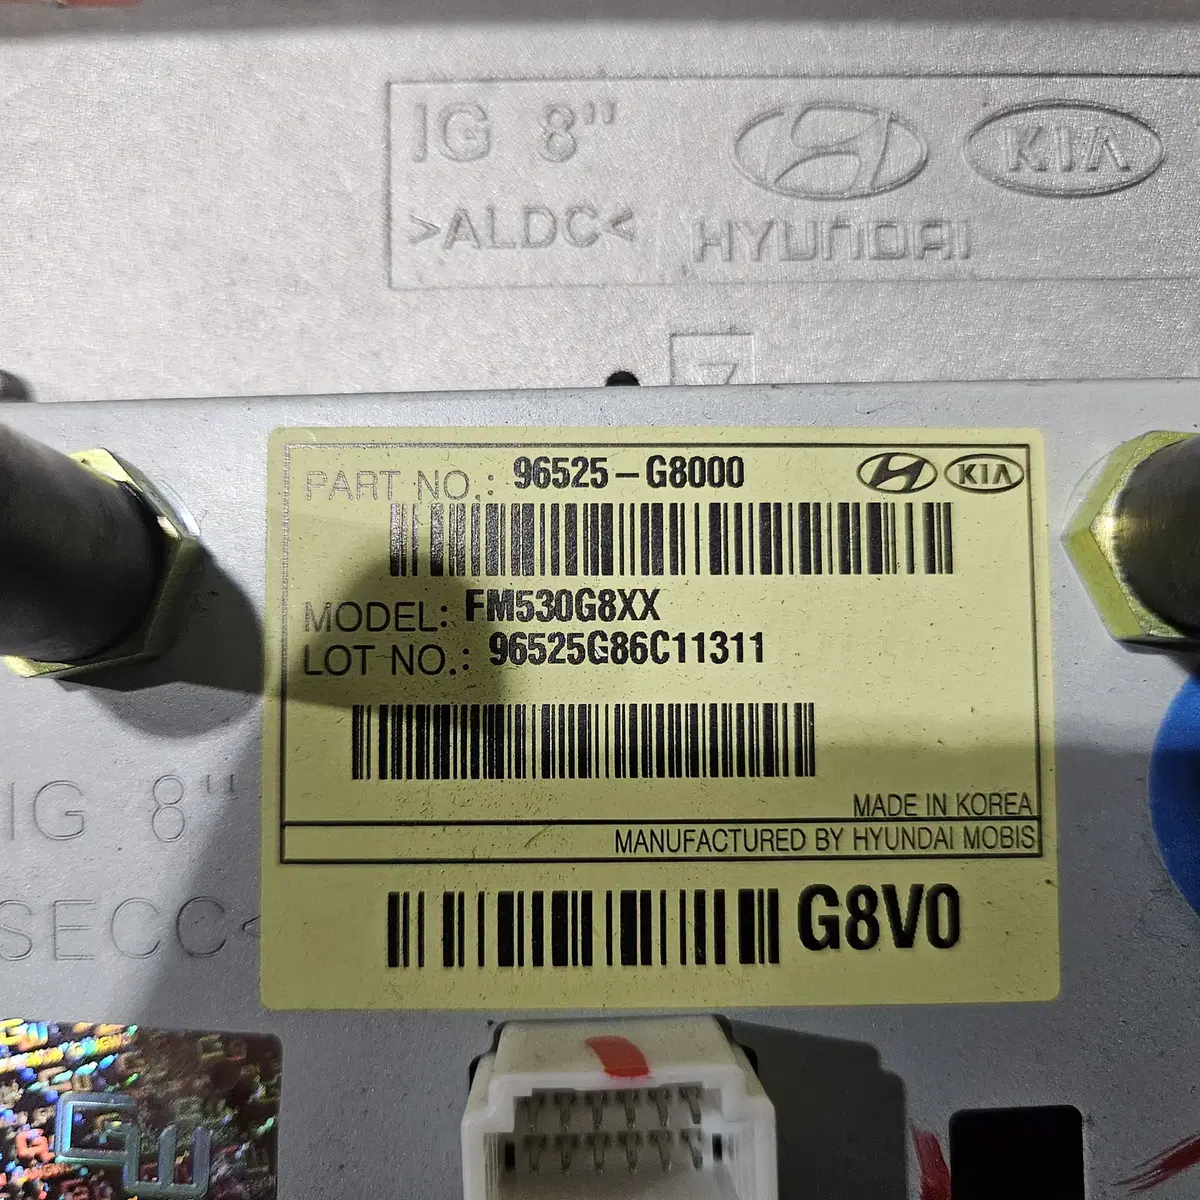 IG 8"
KIA
>ALDC<
HYUNDAI
PART NO.: 96525-G8000
KIA
MODEL: FM530G8XX
LOT NO.: 96525G86C11311
MADE IN KOREA
MANUFACTURED BY HYUNDAI MOBIS
IG 8"
SECC<
G8V0